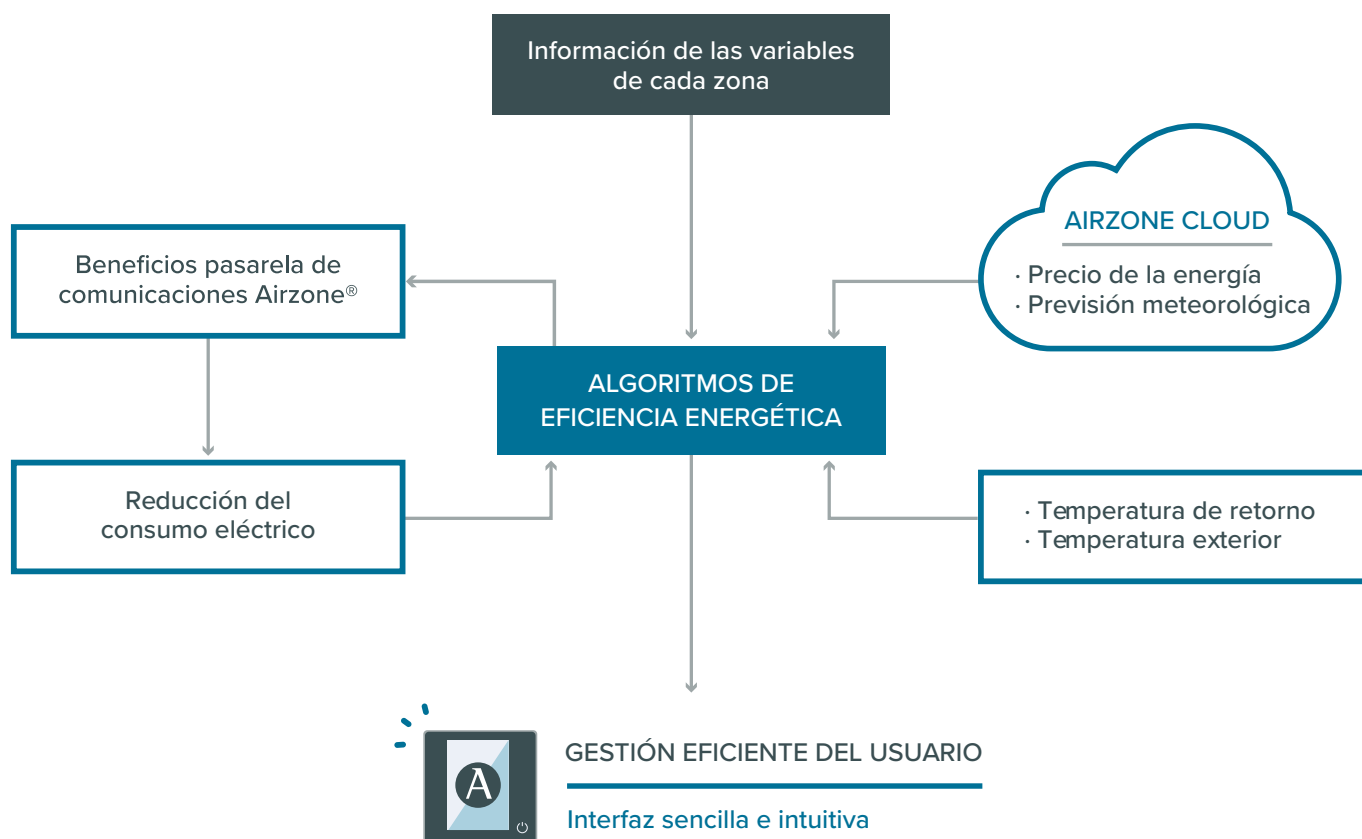 Información de las variables
de cada zona
AIRZONE CLOUD
· Precio de la energía
· Previsión meteorológica
Beneficios pasarela de
comunicaciones Airzone®
ALGORITMOS DE
EFICIENCIA ENERGÉTICA
Reducción del
consumo eléctrico
· Temperatura de retorno
· Temperatura exterior
A
GESTIÓN EFICIENTE DEL USUARIO
Interfaz sencilla e intuitiva